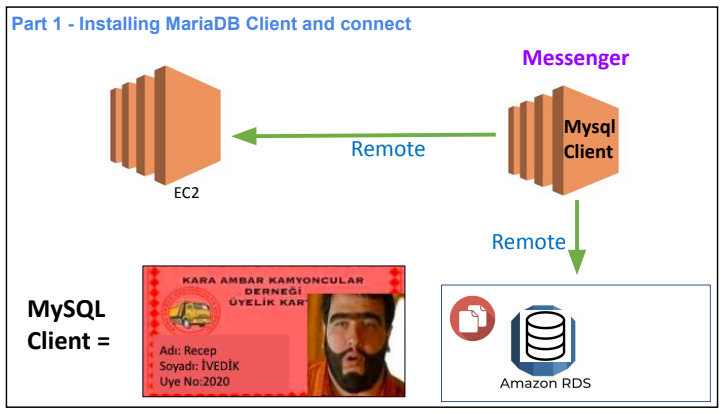 Part 1 - Installing MariaDB Client and connect
Messenger
Mysql
Client
Remote
EC2
Remote
MySQL
Client =
KARA AMBAR KAMYONCULAR
DERNEĞİ
ÜYELİK KAR
Adı: Recep
Soyadı: İVEDİK
Uye No:2020
Amazon RDS